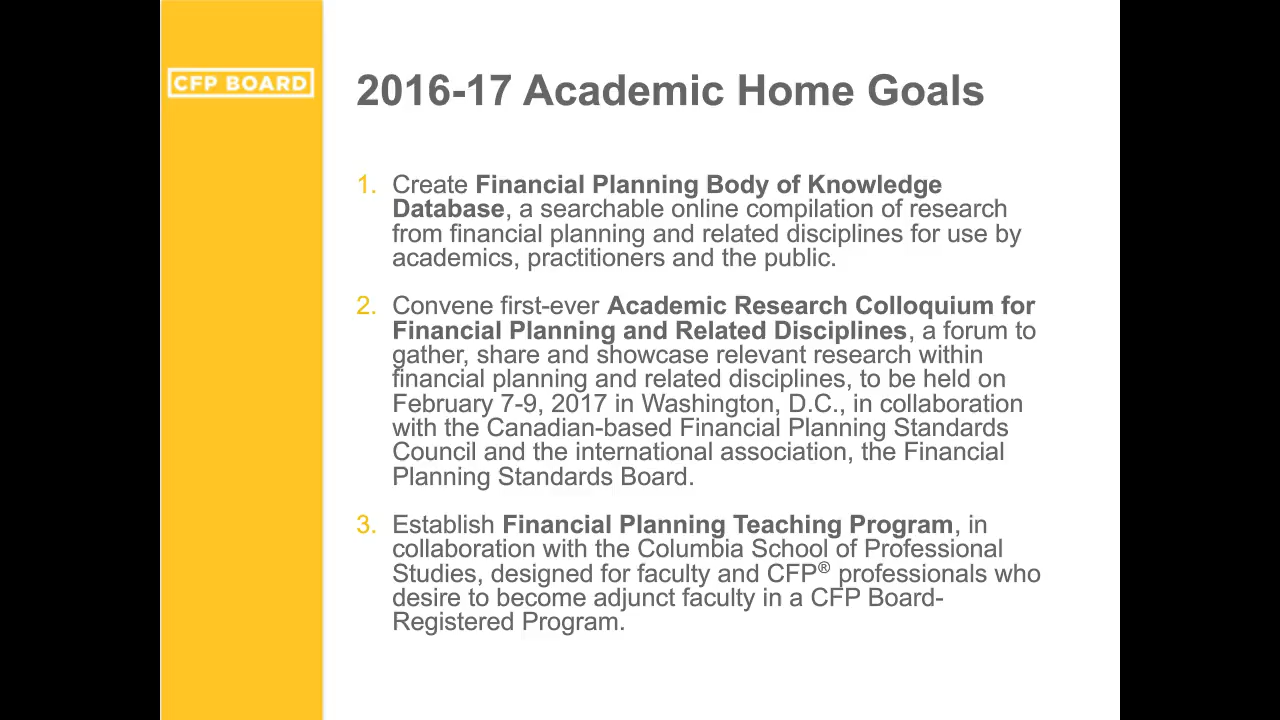 CFP BOARD
2016-17 Academic Home Goals
1. Create Financial Planning Body of Knowledge
Database, a searchable online compilation of research
from financial planning and related disciplines for use by
academics, practitioners and the public.
2. Convene first-ever Academic Research Colloquium for
Financial Planning and Related Disciplines, a forum to
gather, share and showcase relevant research within
financial planning and related disciplines, to be held on
February 7-9, 2017 in Washington, D.C., in collaboration
with the Canadian-based Financial Planning Standards
Council and the international association, the Financial
Planning Standards Board.
3. Establish Financial Planning Teaching Program, in
collaboration with the Columbia School of Professional
Studies, designed for faculty and CFP® professionals who
desire to become adjunct faculty in a CFP Board-
Registered Program.